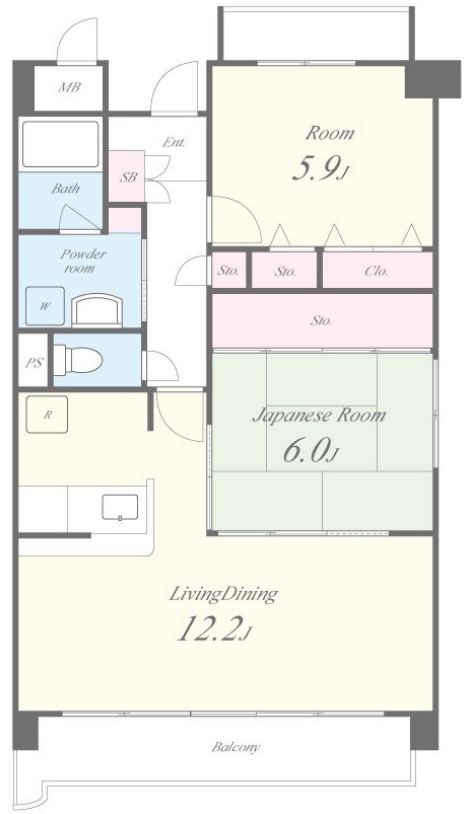 MB
Ent.
Room
5.9J
SB
Bath
Powder
room
W
Sto.
Sto.
Clo.
Sto.
PS
R
Japanese Room
6.0J
LivingDining
12.2J
Balcony